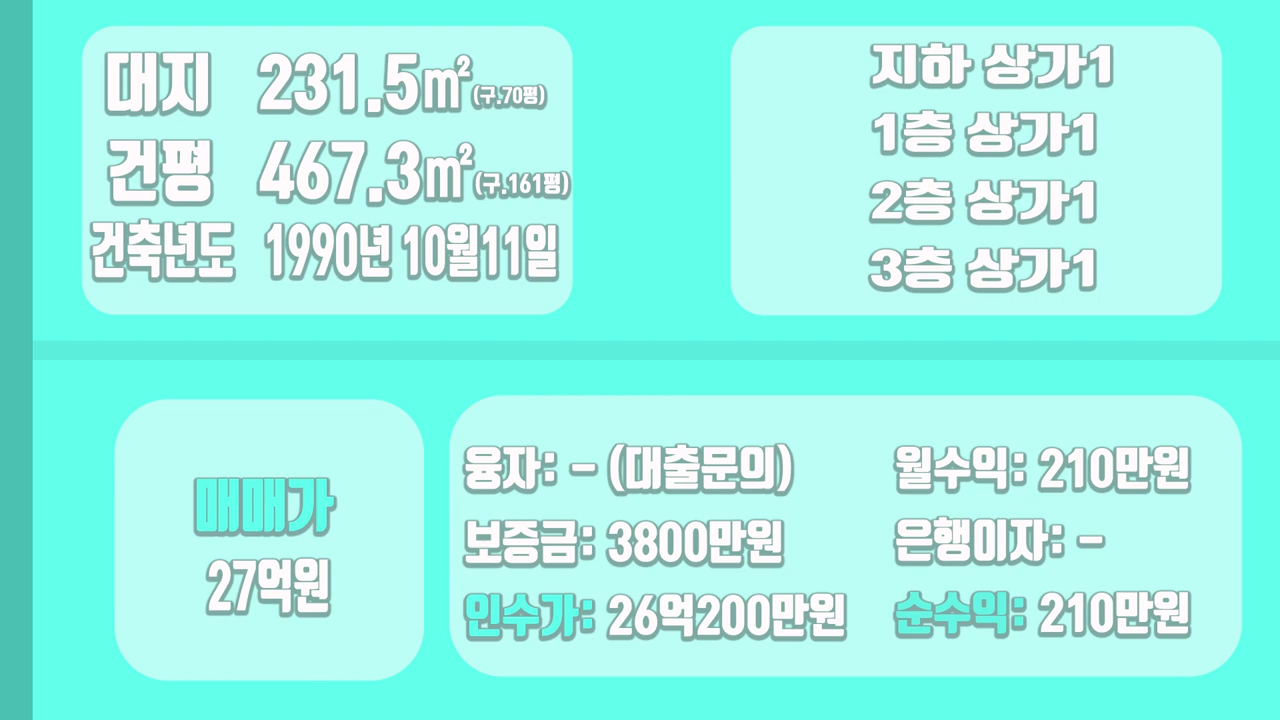 대지 231.5㎡(구.70평)
건평 467.3㎡(구.161평)
건축년도 1990년 10월11일
지하 상가1
1층 상가1
2층 상가1
3층 상가1
매매가
27억원
융자: - (대출문의)
보증금: 3800만원
인수가: 26억200만원
월수익: 210만원
은행이자: -
순수익: 210만원